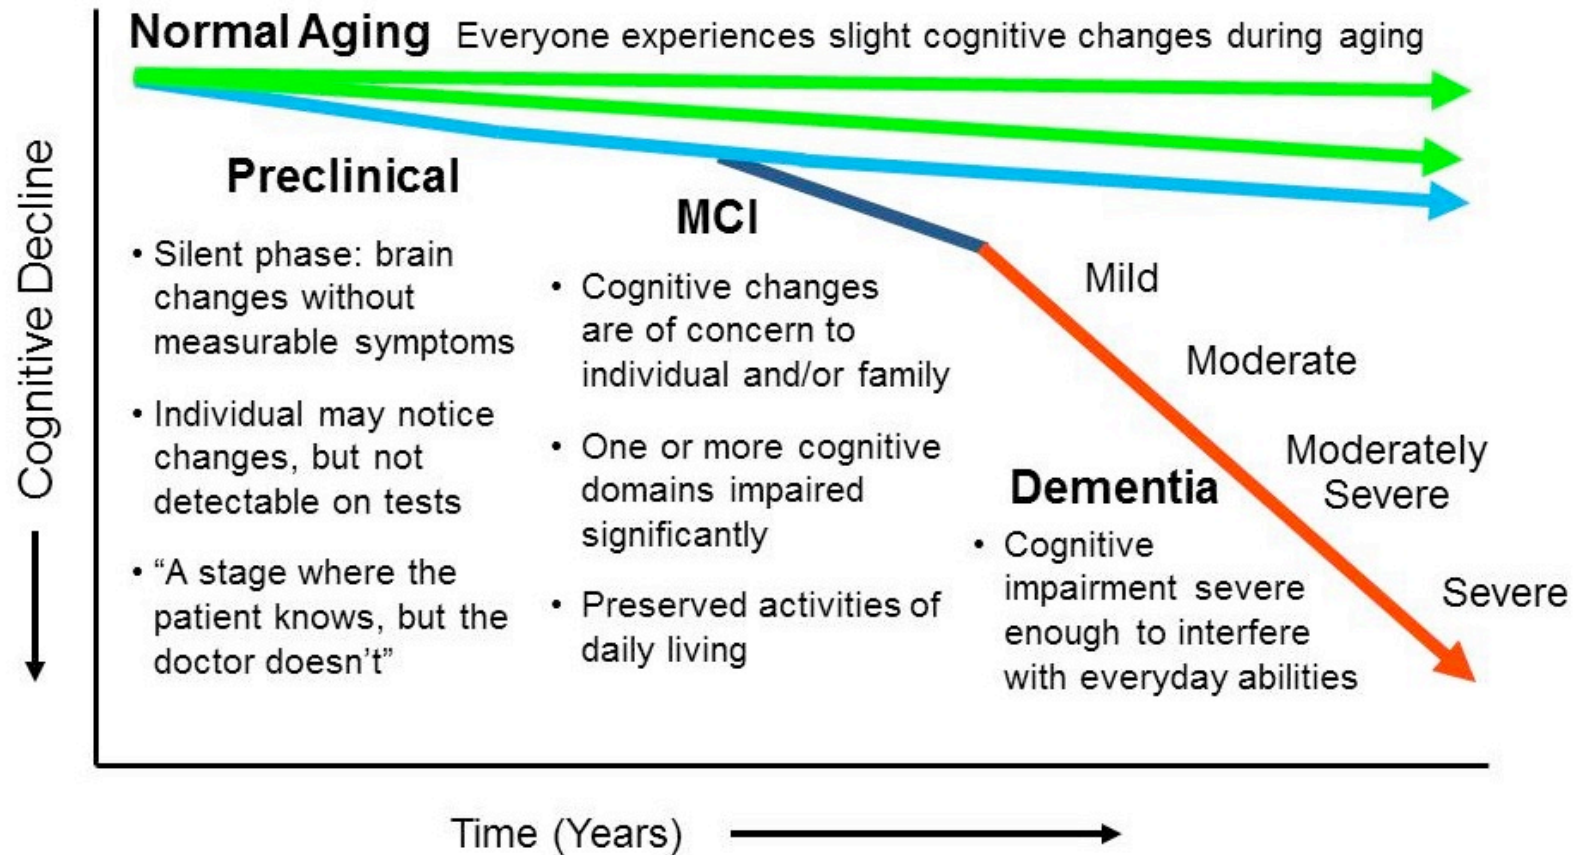 Normal Aging Everyone experiences slight cognitive changes during aging
Cognitive Decline
Preclinical
• Silent phase: brain
changes without
measurable symptoms
• Individual may notice
changes, but not
detectable on tests
• “A stage where the
patient knows, but the
doctor doesn’t”
MCI
• Cognitive changes
are of concern to
individual and/or family
• One or more cognitive
domains impaired
significantly
• Preserved activities of
daily living
Dementia
• Cognitive
impairment severe
enough to interfere
with everyday abilities
Mild
Moderate
Moderately
Severe
Severe
Time (Years)